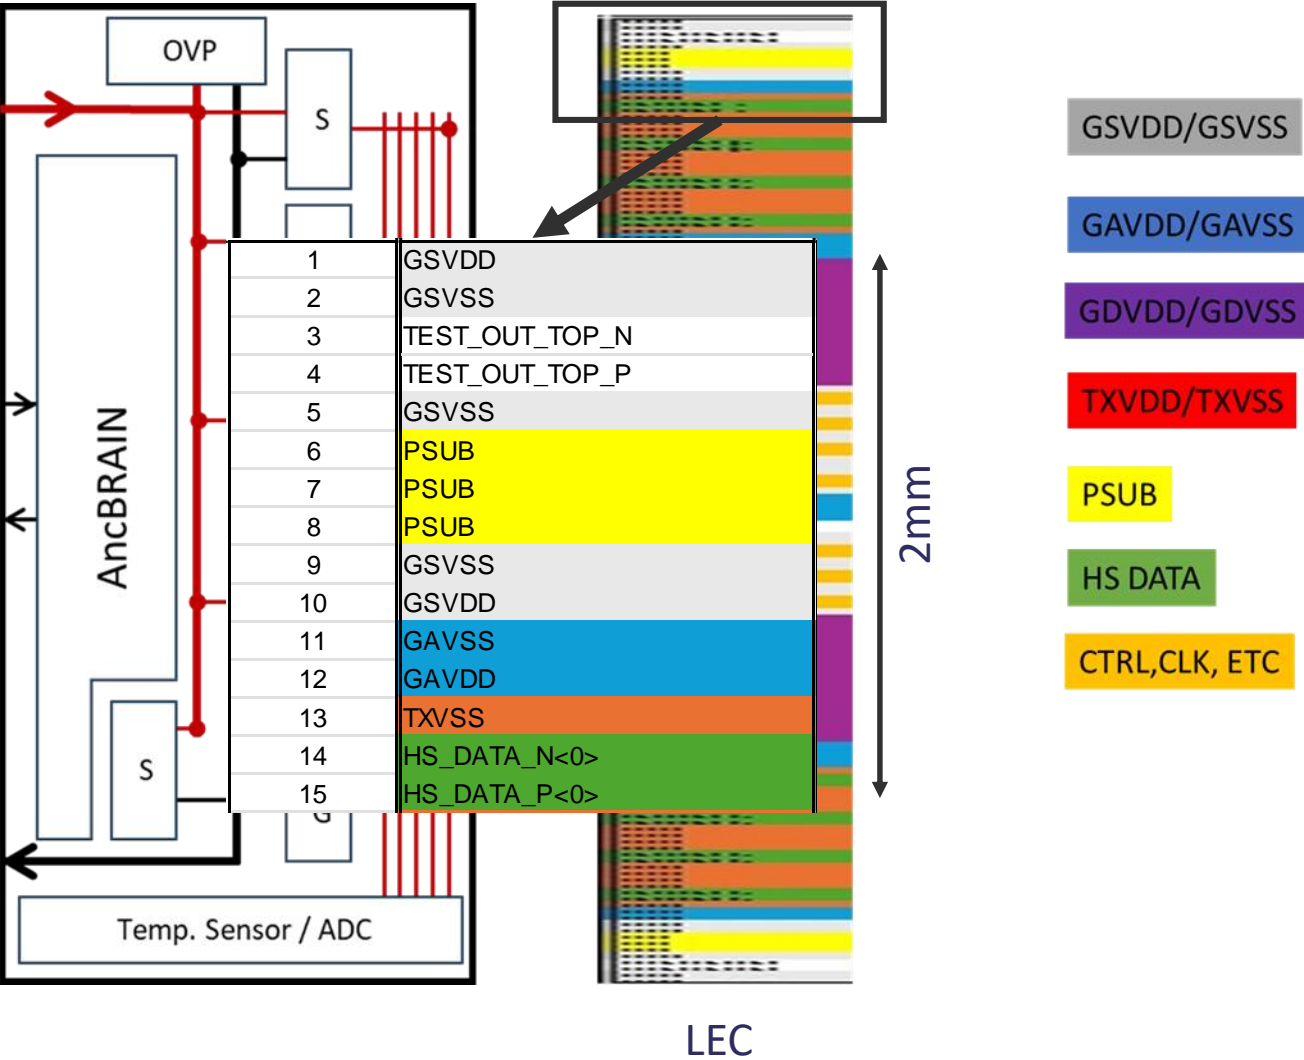 OVP
S
AncBRAIN
S
G
Temp. Sensor / ADC
1 GSVDD
2 GSVSS
3 TEST_OUT_TOP_N
4 TEST_OUT_TOP_P
5 GSVSS
6 PSUB
7 PSUB
8 PSUB
9 GSVSS
10 GSVDD
11 GAVSS
12 GAVDD
13 TXVSS
14 HS_DATA_N<0>
15 HS_DATA_P<0>
2mm
LEC
GSVDD/GSVSS
GAVDD/GAVSS
GDVDD/GDVSS
TXVDD/TXVSS
PSUB
HS DATA
CTRL,CLK, ETC